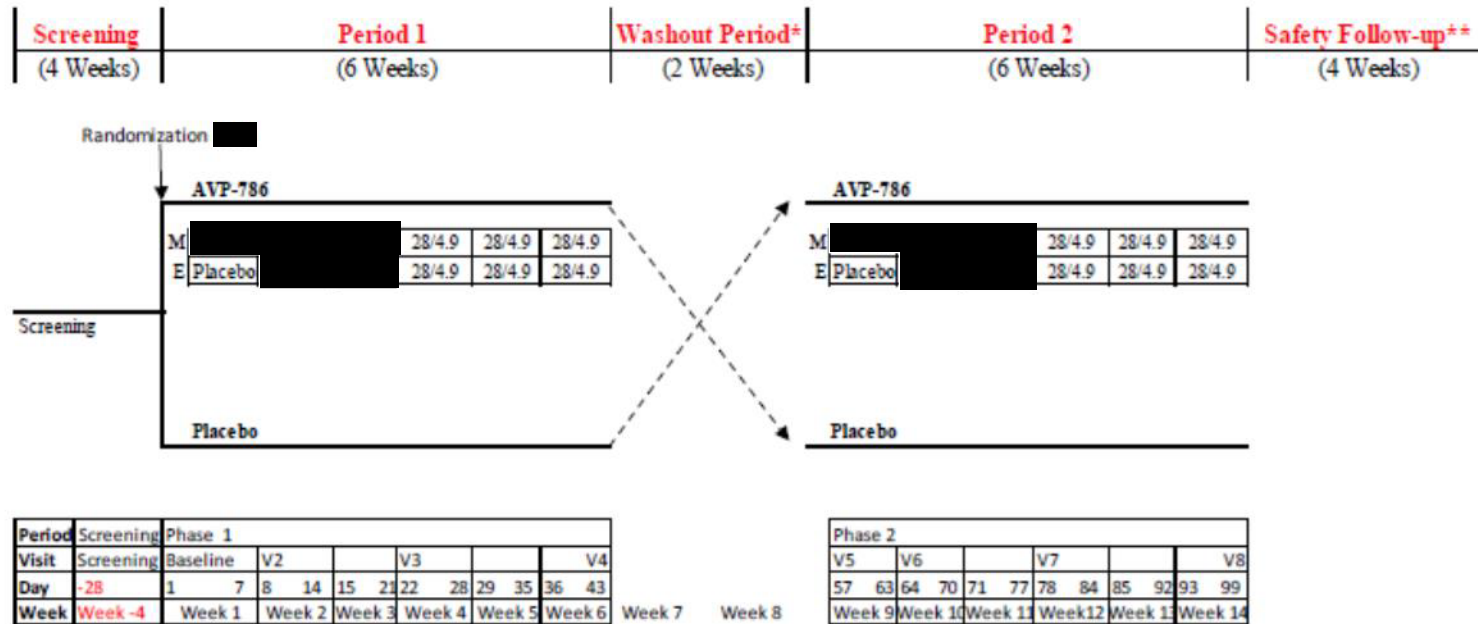 Screening Period 1 Washout Period* Period 2 Safety Follow-up**
(4 Weeks) (6 Weeks) (2 Weeks) (6 Weeks) (4 Weeks)
Randomization
AVP-786 AVP-786
M 28/4.9 28/4.9 28/4.9 M 28/4.9 28/4.9 28/4.9
E Placebo 28/4.9 28/4.9 28/4.9 E Placebo 28/4.9 28/4.9 28/4.9
Screening
Placebo Placebo
Period Screening Phase 1 Phase 2
Visit Screening Baseline V2 V3 V4 V5 V6 V7 V8
Day -28 1 7 8 14 15 21 22 28 29 35 36 43 57 63 64 70 71 77 78 84 85 92 93 99
Week Week -4 Week 1 Week 2 Week 3 Week 4 Week 5 Week 6 Week 7 Week 8 Week 9 Week 10 Week 11 Week12 Week 13 Week 14